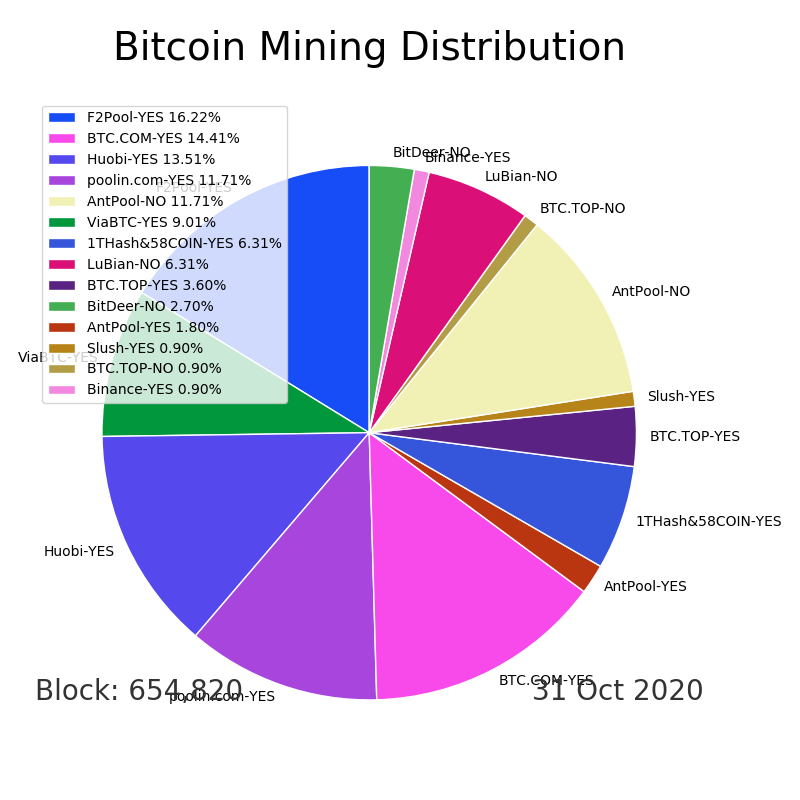 Bitcoin Mining Distribution
F2Pool-YES 16.22%
BTC.COM-YES 14.41%
Huobi-YES 13.51%
poolin.com-YES 11.71%
AntPool-NO 11.71%
ViaBTC-YES 9.01%
1THash&58COIN-YES 6.31%
LuBian-NO 6.31%
BTC.TOP-YES 3.60%
BitDeer-NO 2.70%
AntPool-YES 1.80%
Slush-YES 0.90%
BTC.TOP-NO 0.90%
Binance-YES 0.90%
BitDeer-NO
Binance-YES
LuBian-NO
F2Pool-YES
BTC.TOP-NO
AntPool-NO
ViaBTC-YES
Slush-YES
BTC.TOP-YES
1THash&58COIN-YES
Huobi-YES
AntPool-YES
BTC.COM-YES
poolin.com-YES
Block: 654,820
31 Oct 2020